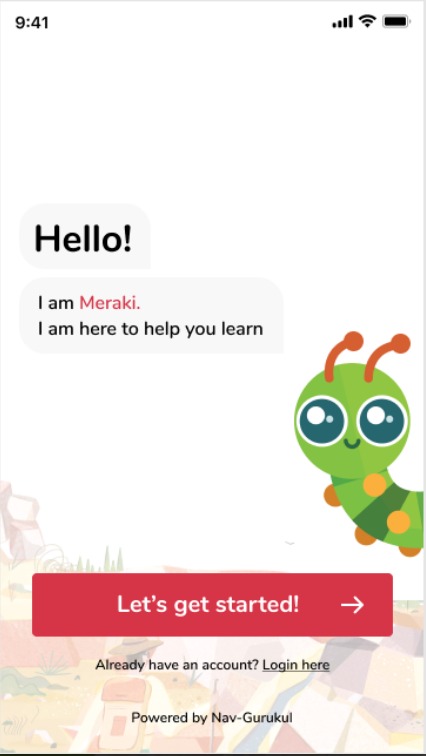 9:41
Hello!
I am Meraki.
I am here to help you learn
Let's get started!
Already have an account? Login here
Powered by Nav-Gurukul